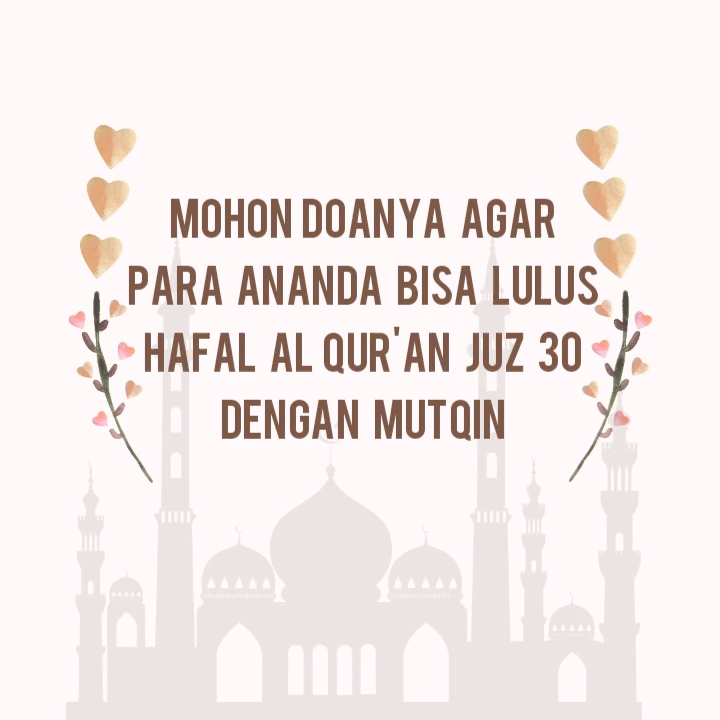 MOHON DOANYA AGAR
PARA ANANDA BISA LULUS
HAFAL AL QUR'AN JUZ 30
DENGAN MUTQIN